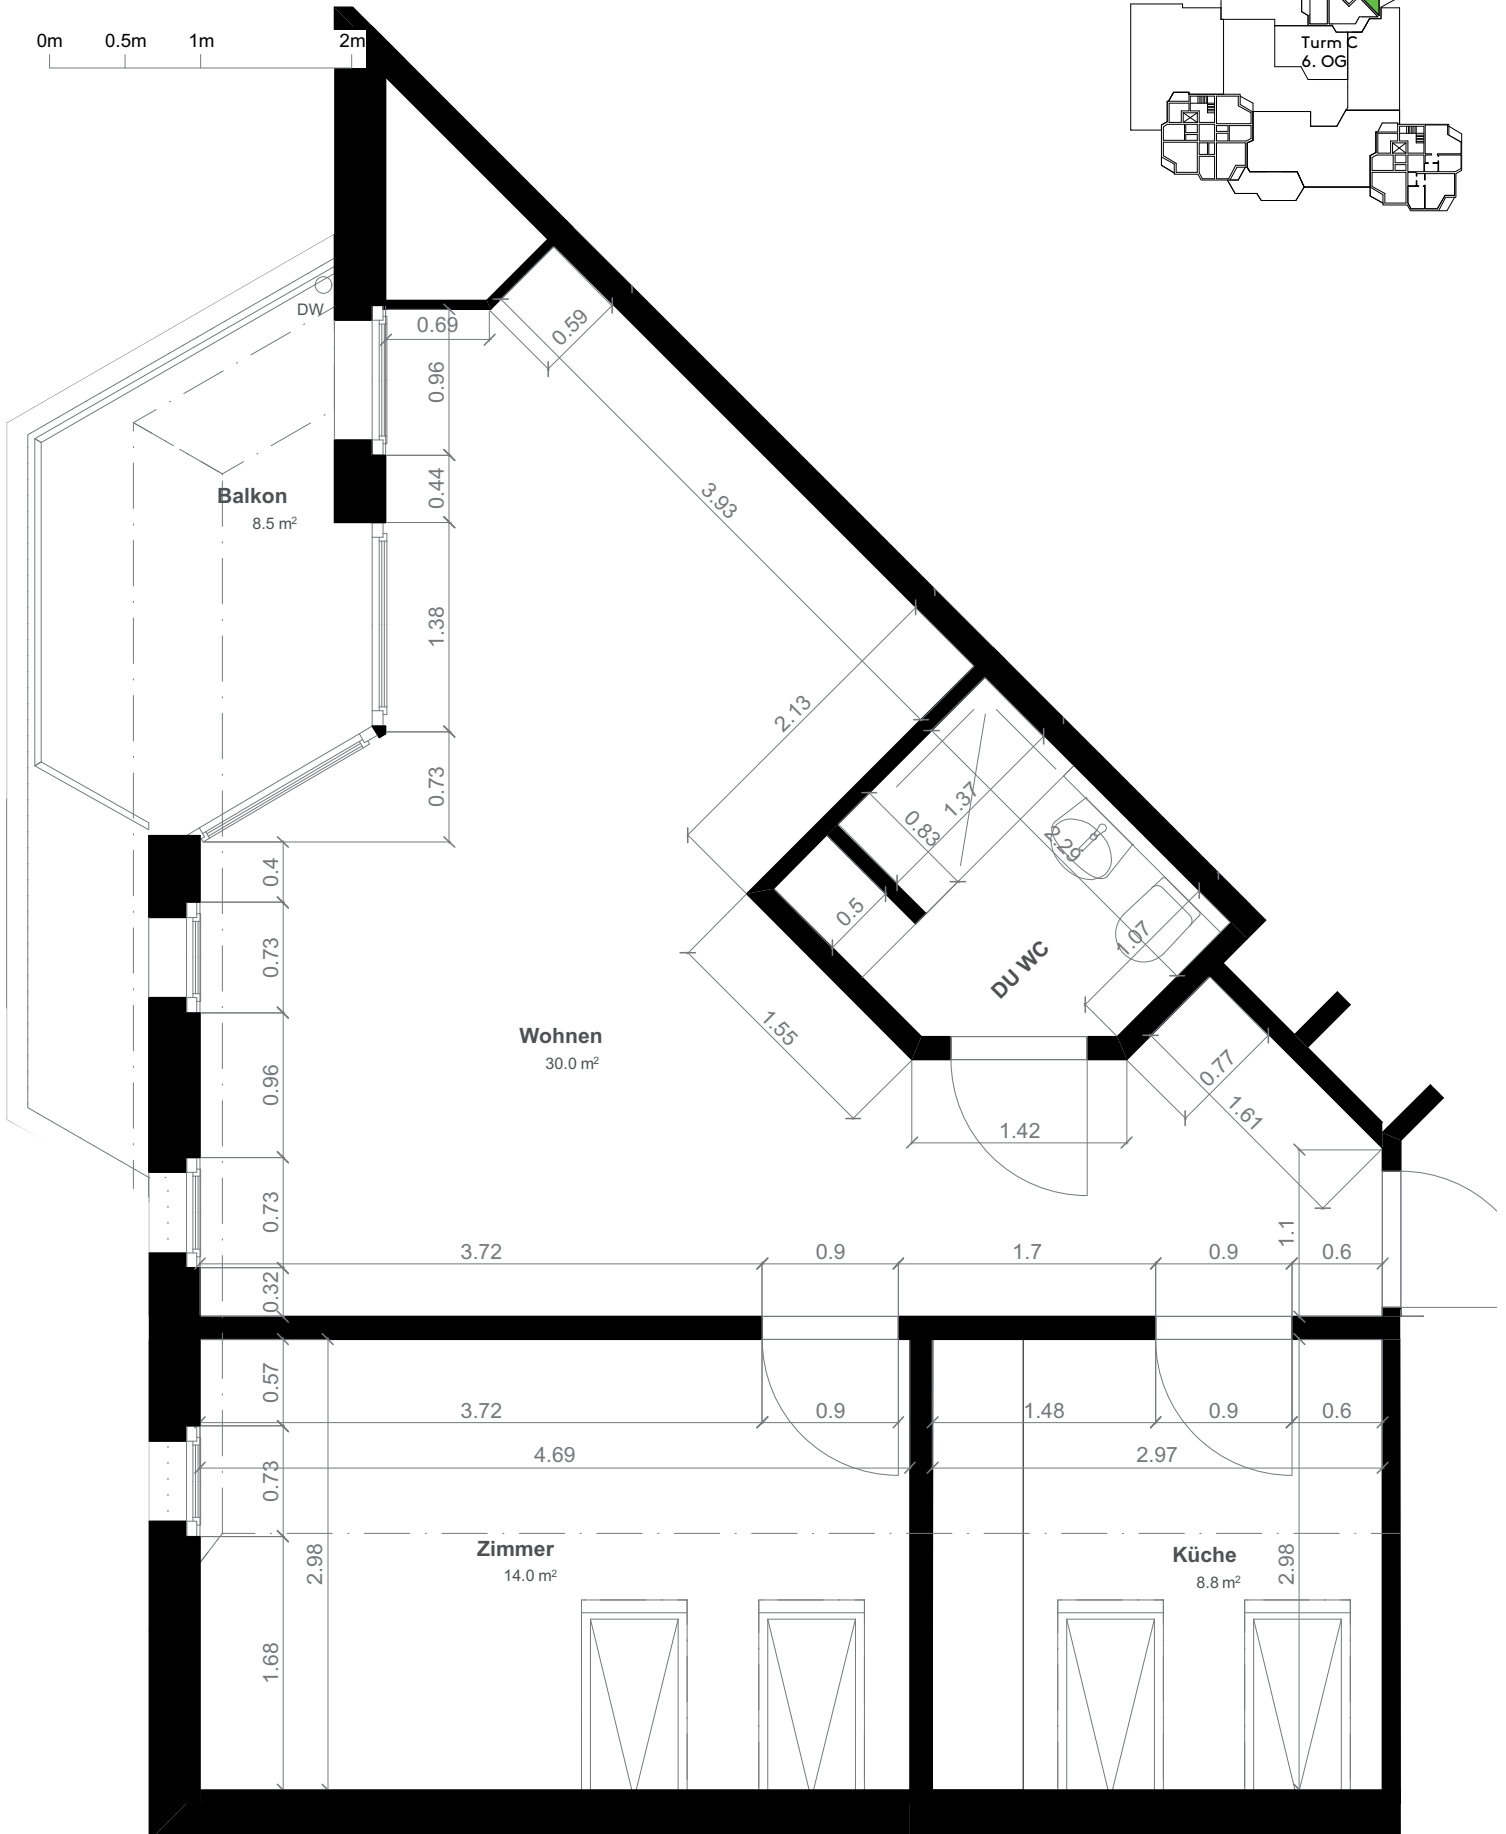 0m 0.5m 1m 2m
Turm C
6. OG
DW
0.69
0.59
0.96
0.44
3.93
Balkon
8.5 m²
1.38
2.13
0.73
1.37
0.83
2.29
0.4
0.5
0.73
1.07
DU WC
Wohnen
30.0 m²
1.55
0.96
0.77
1.61
1.42
0.73
1.1
3.72 0.9 1.7 0.9 0.6
0.32
0.57
3.72 0.9 1.48 0.9 0.6
4.69 2.97
0.73
Zimmer
14.0 m²
2.98
Küche
8.8 m²
2.98
1.68